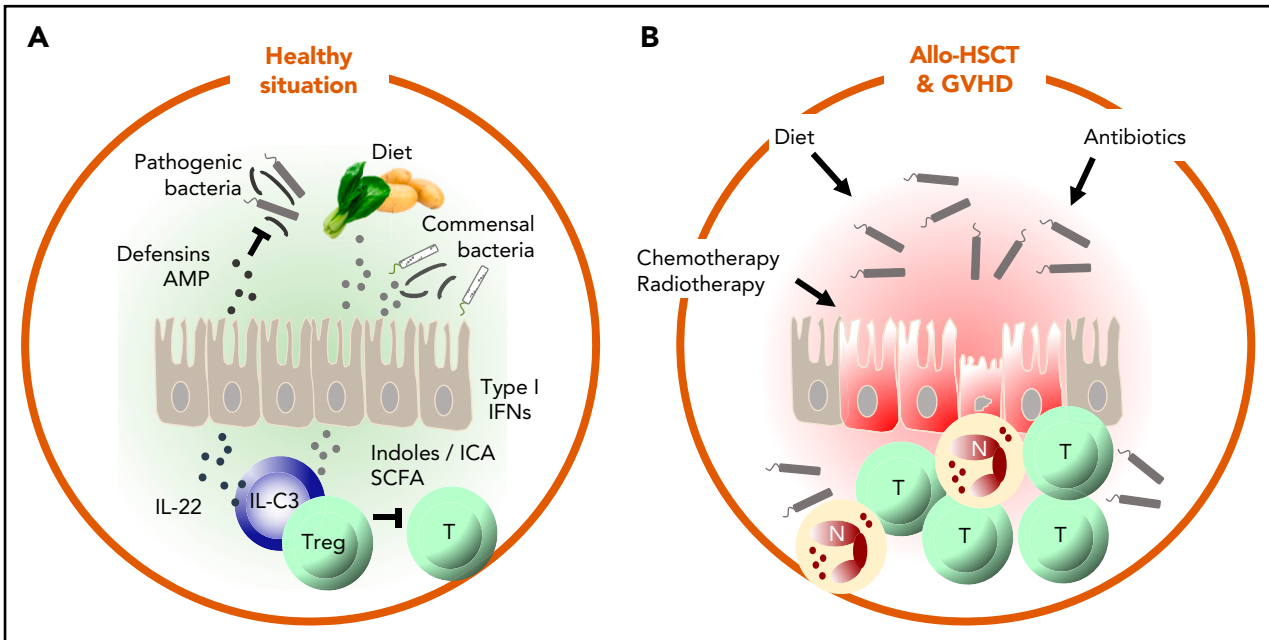 A
Healthy
situation
Pathogenic
bacteria
Diet
Commensal
bacteria
Defensins
AMP
Type I
IFNs
Indoles / ICA
SCFA
IL-22
IL-C3
Treg
T
B
Allo-HSCT
& GVHD
Diet
Antibiotics
Chemotherapy
Radiotherapy
N
T
T
N
T
T